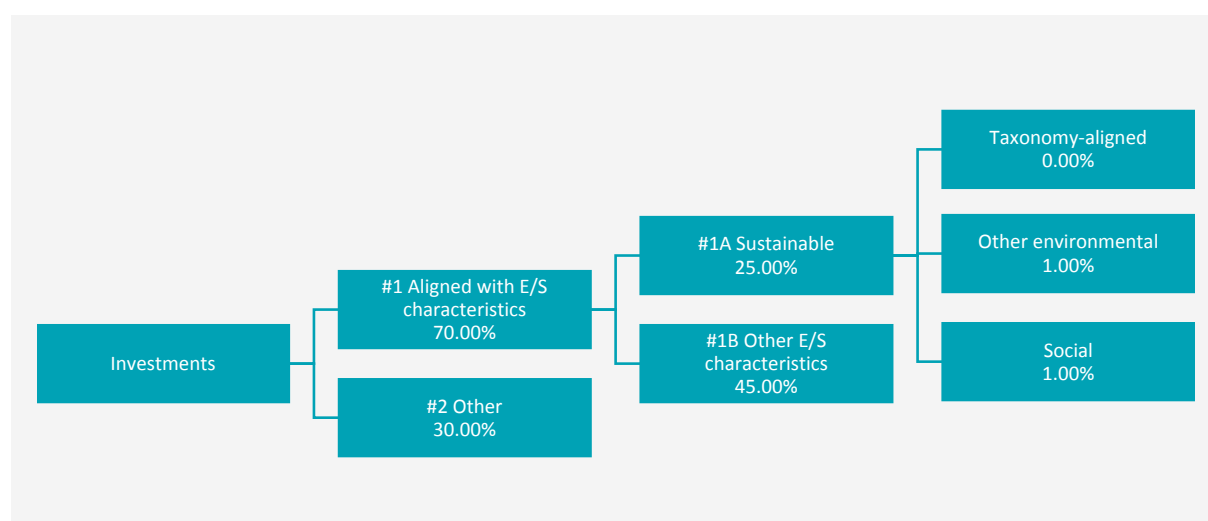 Investments
#1 Aligned with E/S
characteristics
70.00%
#2 Other
30.00%
#1A Sustainable
25.00%
#1B Other E/S
characteristics
45.00%
Taxonomy-aligned
0.00%
Other environmental
1.00%
Social
1.00%